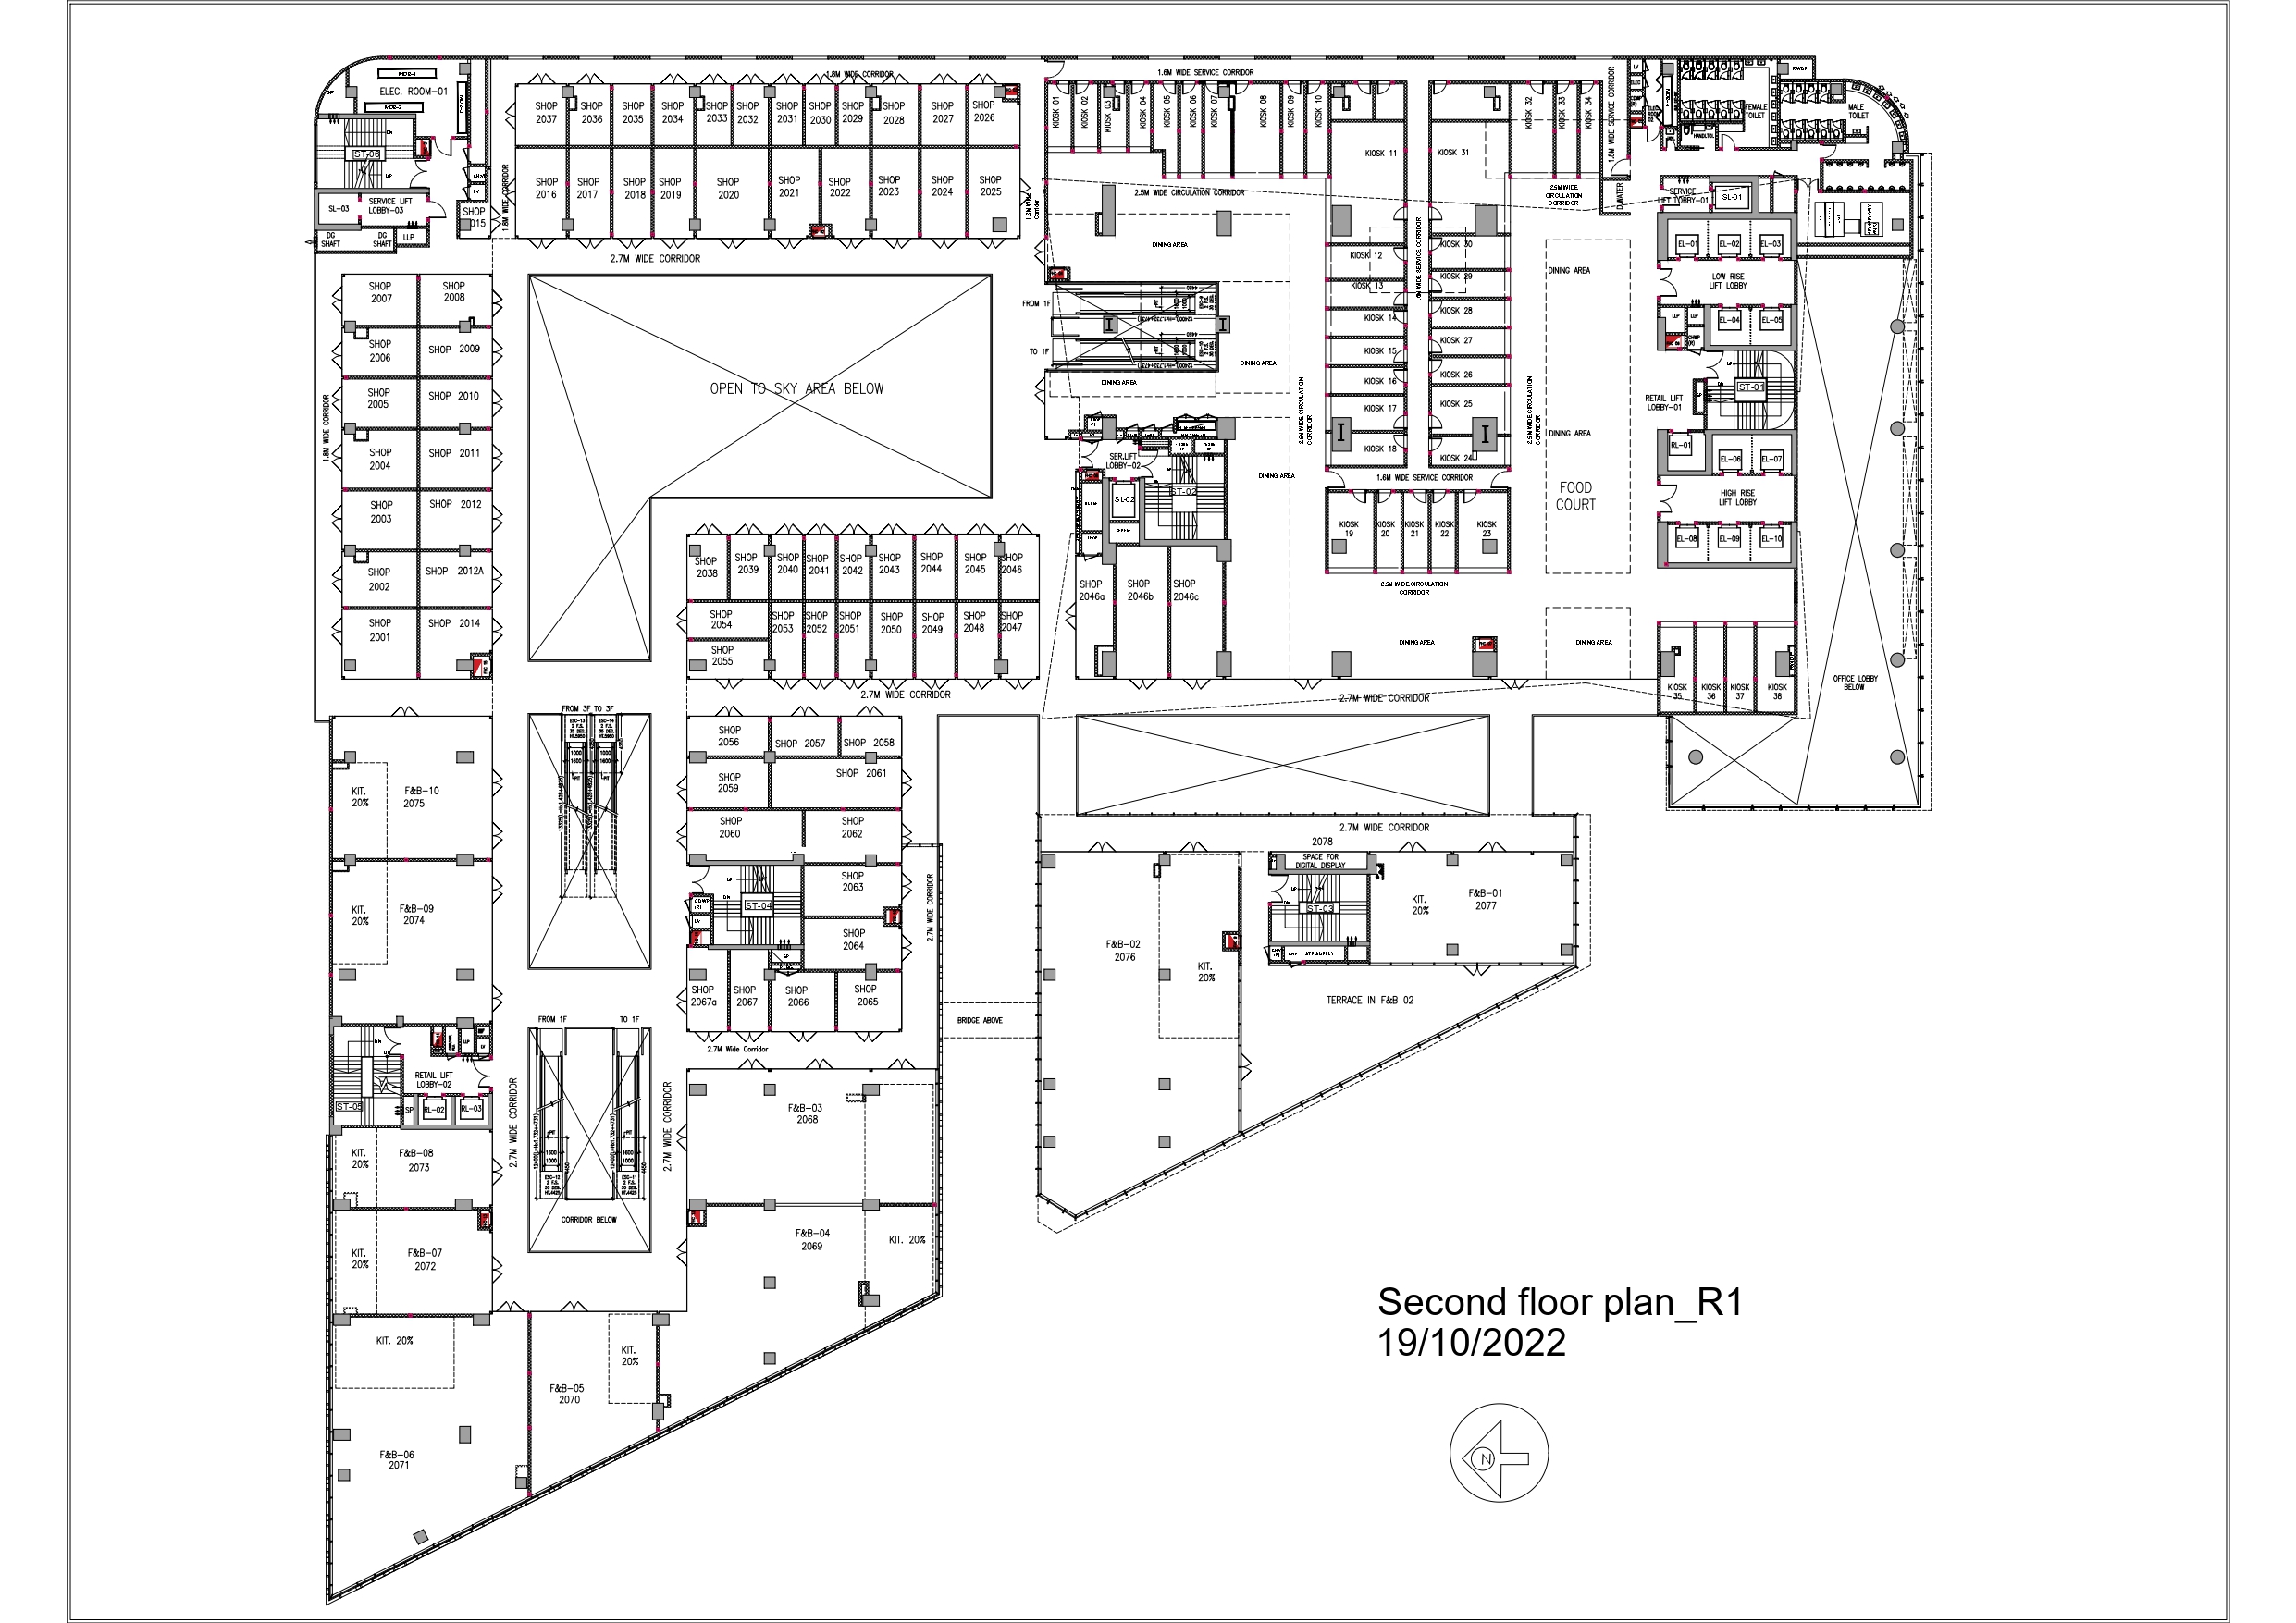 1.8M WIDE CORRIDOR
1.6M WIDE SERVICE CORRIDOR
MDB-1
ELEC. ROOM-01
MDB-2
ST-06
SL-03
SERVICE LIFT
LOBBY-03
DG
SHAFT
DG
SHAFT
LLP
SHOP
2015
1.8M WIDE CORRIDOR
SHOP
2037
SHOP
2036
SHOP
2035
SHOP
2034
SHOP
2033
SHOP
2032
SHOP
2031
SHOP
2030
SHOP
2029
SHOP
2028
SHOP
2027
SHOP
2026
SHOP
2016
SHOP
2017
SHOP
2018
SHOP
2019
SHOP
2020
SHOP
2021
SHOP
2022
SHOP
2023
SHOP
2024
SHOP
2025
2.7M WIDE CORRIDOR
KIOSK 01
KIOSK 02
KIOSK 03
KIOSK 04
KIOSK 05
KIOSK 06
KIOSK 07
KIOSK 08
KIOSK 09
KIOSK 10
KIOSK 11
KIOSK 31
KIOSK 32
KIOSK 33
KIOSK 34
1.8M WIDE SERVICE CORRIDOR
FEMALE
TOILET
MALE
TOILET
2.5M WIDE CIRCULATION CORRIDOR
2.5M WIDE
CIRCULATION
CORRIDOR
D.WATER
SERVICE
LIFT LOBBY-01
SL-01
DINING AREA
KIOSK 12
KIOSK 13
KIOSK 14
KIOSK 15
KIOSK 16
KIOSK 17
KIOSK 18
1.6M WIDE SERVICE CORRIDOR
KIOSK 30
KIOSK 29
KIOSK 28
KIOSK 27
KIOSK 26
KIOSK 25
KIOSK 24
DINING AREA
EL-01
EL-02
EL-03
LOW RISE
LIFT LOBBY
LLP
LLP
EL-04
EL-05
ST-01
RETAIL LIFT
LOBBY-01
RL-01
EL-06
EL-07
HIGH RISE
LIFT LOBBY
EL-08
EL-09
EL-10
FROM 1F
TO 1F
DINING AREA
DINING AREA
DINING AREA
DINING AREA
2.5M WIDE CIRCULATION
CORRIDOR
2.5M WIDE CIRCULATION
CORRIDOR
FOOD
COURT
1.6M WIDE SERVICE CORRIDOR
KIOSK
19
KIOSK
20
KIOSK
21
KIOSK
22
KIOSK
23
2.5M WIDE CIRCULATION
CORRIDOR
DINING AREA
DINING AREA
KIOSK
35
KIOSK
36
KIOSK
37
KIOSK
38
OFFICE LOBBY
BELOW
SER.LIFT
LOBBY-02
SL-02
ST-02
SHOP
2046a
SHOP
2046b
SHOP
2046c
OPEN TO SKY AREA BELOW
1.8M WIDE CORRIDOR
SHOP
2007
SHOP
2008
SHOP
2006
SHOP 2009
SHOP
2005
SHOP 2010
SHOP
2004
SHOP 2011
SHOP
2003
SHOP 2012
SHOP
2002
SHOP 2012A
SHOP
2001
SHOP 2014
SHOP
2038
SHOP
2039
SHOP
2040
SHOP
2041
SHOP
2042
SHOP
2043
SHOP
2044
SHOP
2045
SHOP
2046
SHOP
2054
SHOP
2053
SHOP
2052
SHOP
2051
SHOP
2050
SHOP
2049
SHOP
2048
SHOP
2047
SHOP
2055
2.7M WIDE CORRIDOR
2.7M WIDE CORRIDOR
FROM 3F TO 3F
SHOP
2056
SHOP 2057
SHOP 2058
SHOP
2059
SHOP 2061
SHOP
2060
SHOP
2062
SHOP
2063
SHOP
2064
ST-04
SHOP
2067a
SHOP
2067
SHOP
2066
SHOP
2065
2.7M WIDE CORRIDOR
2.7M Wide Corridor
KIT.
20%
F&B-10
2075
KIT.
20%
F&B-09
2074
FROM 1F
TO 1F
RETAIL LIFT
LOBBY-02
ST-05
SP
RL-02
RL-03
KIT.
20%
F&B-08
2073
KIT.
20%
F&B-07
2072
2.7M WIDE CORRIDOR
2.7M WIDE CORRIDOR
CORRIDOR BELOW
F&B-03
2068
F&B-04
2069
KIT. 20%
KIT. 20%
F&B-06
2071
F&B-05
2070
KIT.
20%
BRIDGE ABOVE
2.7M WIDE CORRIDOR
2078
SPACE FOR
DIGITAL DISPLAY
ST-03
STP SUPPLY
KIT.
20%
F&B-01
2077
F&B-02
2076
KIT.
20%
TERRACE IN F&B 02
Second floor plan_R1
19/10/2022
N